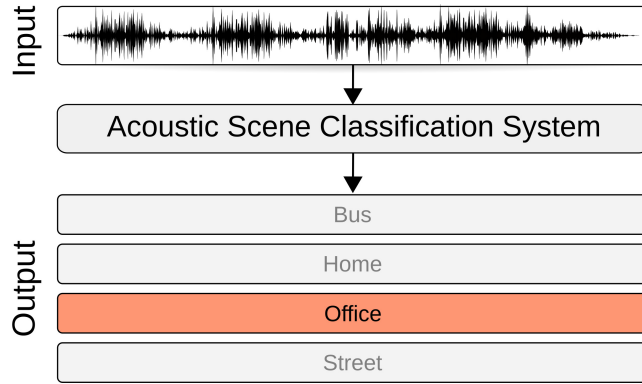 Input
Acoustic Scene Classification System
Output
Bus
Home
Office
Street